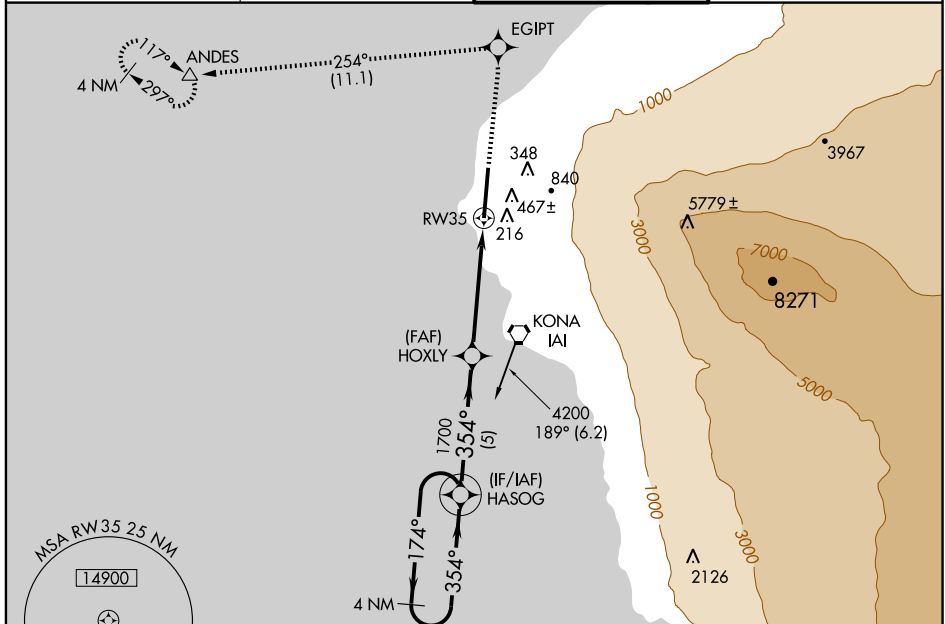 EGIPT
117°
ANDES
254°
(11.1)
4 NM
297°
1000
3967
348
840
467±
5779±
RW35
216
3000
7000
8271
KONA
IAI
(FAF)
HOXLY
5000
4200
189° (6.2)
1700
354°
(5)
(IF/IAF)
HASOG
1000
174°
354°
MSA RW35 25 NM
3000
14900
2126
4 NM